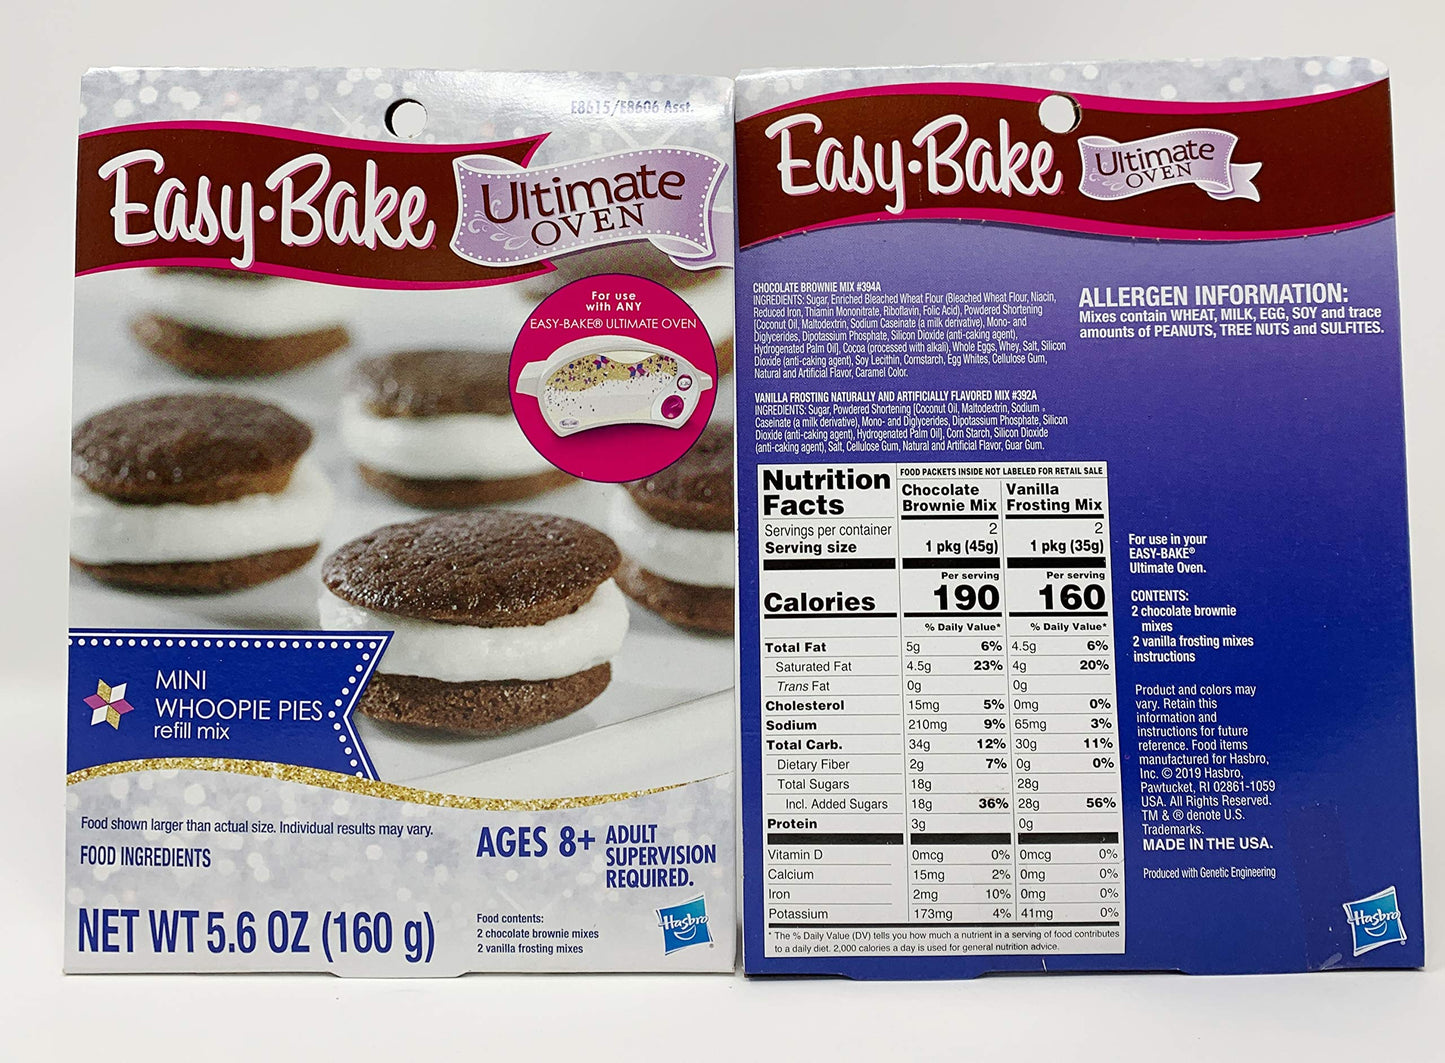 E8615/E8606 Asst.
Easy·Bake
Ultimate
OVEN
For use
with ANY
EASY-BAKE® ULTIMATE OVEN
MINI
WHOOPIE PIES
refill mix
Food shown larger than actual size. Individual results may vary.
FOOD INGREDIENTS
AGES 8+ ADULT
SUPERVISION
REQUIRED.
NET WT 5.6 OZ (160 g)
Food contents:
2 chocolate brownie mixes
2 vanilla frosting mixes
Hasbro
Easy·Bake
Ultimate
OVEN
CHOCOLATE BROWNIE MIX #394A
INGREDIENTS: Sugar, Enriched Bleached Wheat Flour (Bleached Wheat Flour, Niacin,
Reduced Iron, Thiamin Mononitrate, Riboflavin, Folic Acid), Powdered Shortening
[Coconut Oil, Maltodextrin, Sodium Caseinate (a milk derivative), Mono- and
Diglycerides, Dipotassium Phosphate, Silicon Dioxide (anti-caking agent),
Hydrogenated Palm Oil], Cocoa (processed with alkali), Whole Eggs, Whey, Salt, Silicon
Dioxide (anti-caking agent), Soy Lecithin, Cornstarch, Egg Whites, Cellulose Gum,
Natural and Artificial Flavor, Caramel Color.
VANILLA FROSTING NATURALLY AND ARTIFICIALLY FLAVORED MIX #392A
INGREDIENTS: Sugar, Powdered Shortening [Coconut Oil, Maltodextrin, Sodium
Caseinate (a milk derivative), Mono- and Diglycerides, Dipotassium Phosphate, Silicon
Dioxide (anti-caking agent), Hydrogenated Palm Oil], Corn Starch, Silicon Dioxide
(anti-caking agent), Salt, Cellulose Gum, Natural and Artificial Flavor, Guar Gum.
ALLERGEN INFORMATION:
Mixes contain WHEAT, MILK, EGG, SOY and trace
amounts of PEANUTS, TREE NUTS and SULFITES.
Nutrition
Facts
FOOD PACKETS INSIDE NOT LABELED FOR RETAIL SALE
Chocolate Vanilla
Brownie Mix Frosting Mix
Servings per container 2 2
Serving size 1 pkg (45g) 1 pkg (35g)
Per serving Per serving
Calories 190 160
% Daily Value* % Daily Value*
Total Fat 5g 6% 4.5g 6%
Saturated Fat 4.5g 23% 4g 20%
Trans Fat 0g 0g
Cholesterol 15mg 5% 0mg 0%
Sodium 210mg 9% 65mg 3%
Total Carb. 34g 12% 30g 11%
Dietary Fiber 2g 7% 0g 0%
Total Sugars 18g 28g
Incl. Added Sugars 18g 36% 28g 56%
Protein 3g 0g
Vitamin D 0mcg 0% 0mcg 0%
Calcium 15mg 2% 0mg 0%
Iron 2mg 10% 0mg 0%
Potassium 173mg 4% 41mg 0%
* The % Daily Value (DV) tells you how much a nutrient in a serving of food contributes
to a daily diet. 2,000 calories a day is used for general nutrition advice.
For use in your
EASY-BAKE®
Ultimate Oven.
CONTENTS:
2 chocolate brownie
mixes
2 vanilla frosting mixes
instructions
Product and colors may
vary. Retain this
information and
instructions for future
reference. Food items
manufactured for Hasbro,
Inc. © 2019 Hasbro,
Pawtucket, RI 02861-1059
USA. All Rights Reserved.
TM & ® denote U.S.
Trademarks.
MADE IN THE USA.
Produced with Genetic Engineering
Hasbro